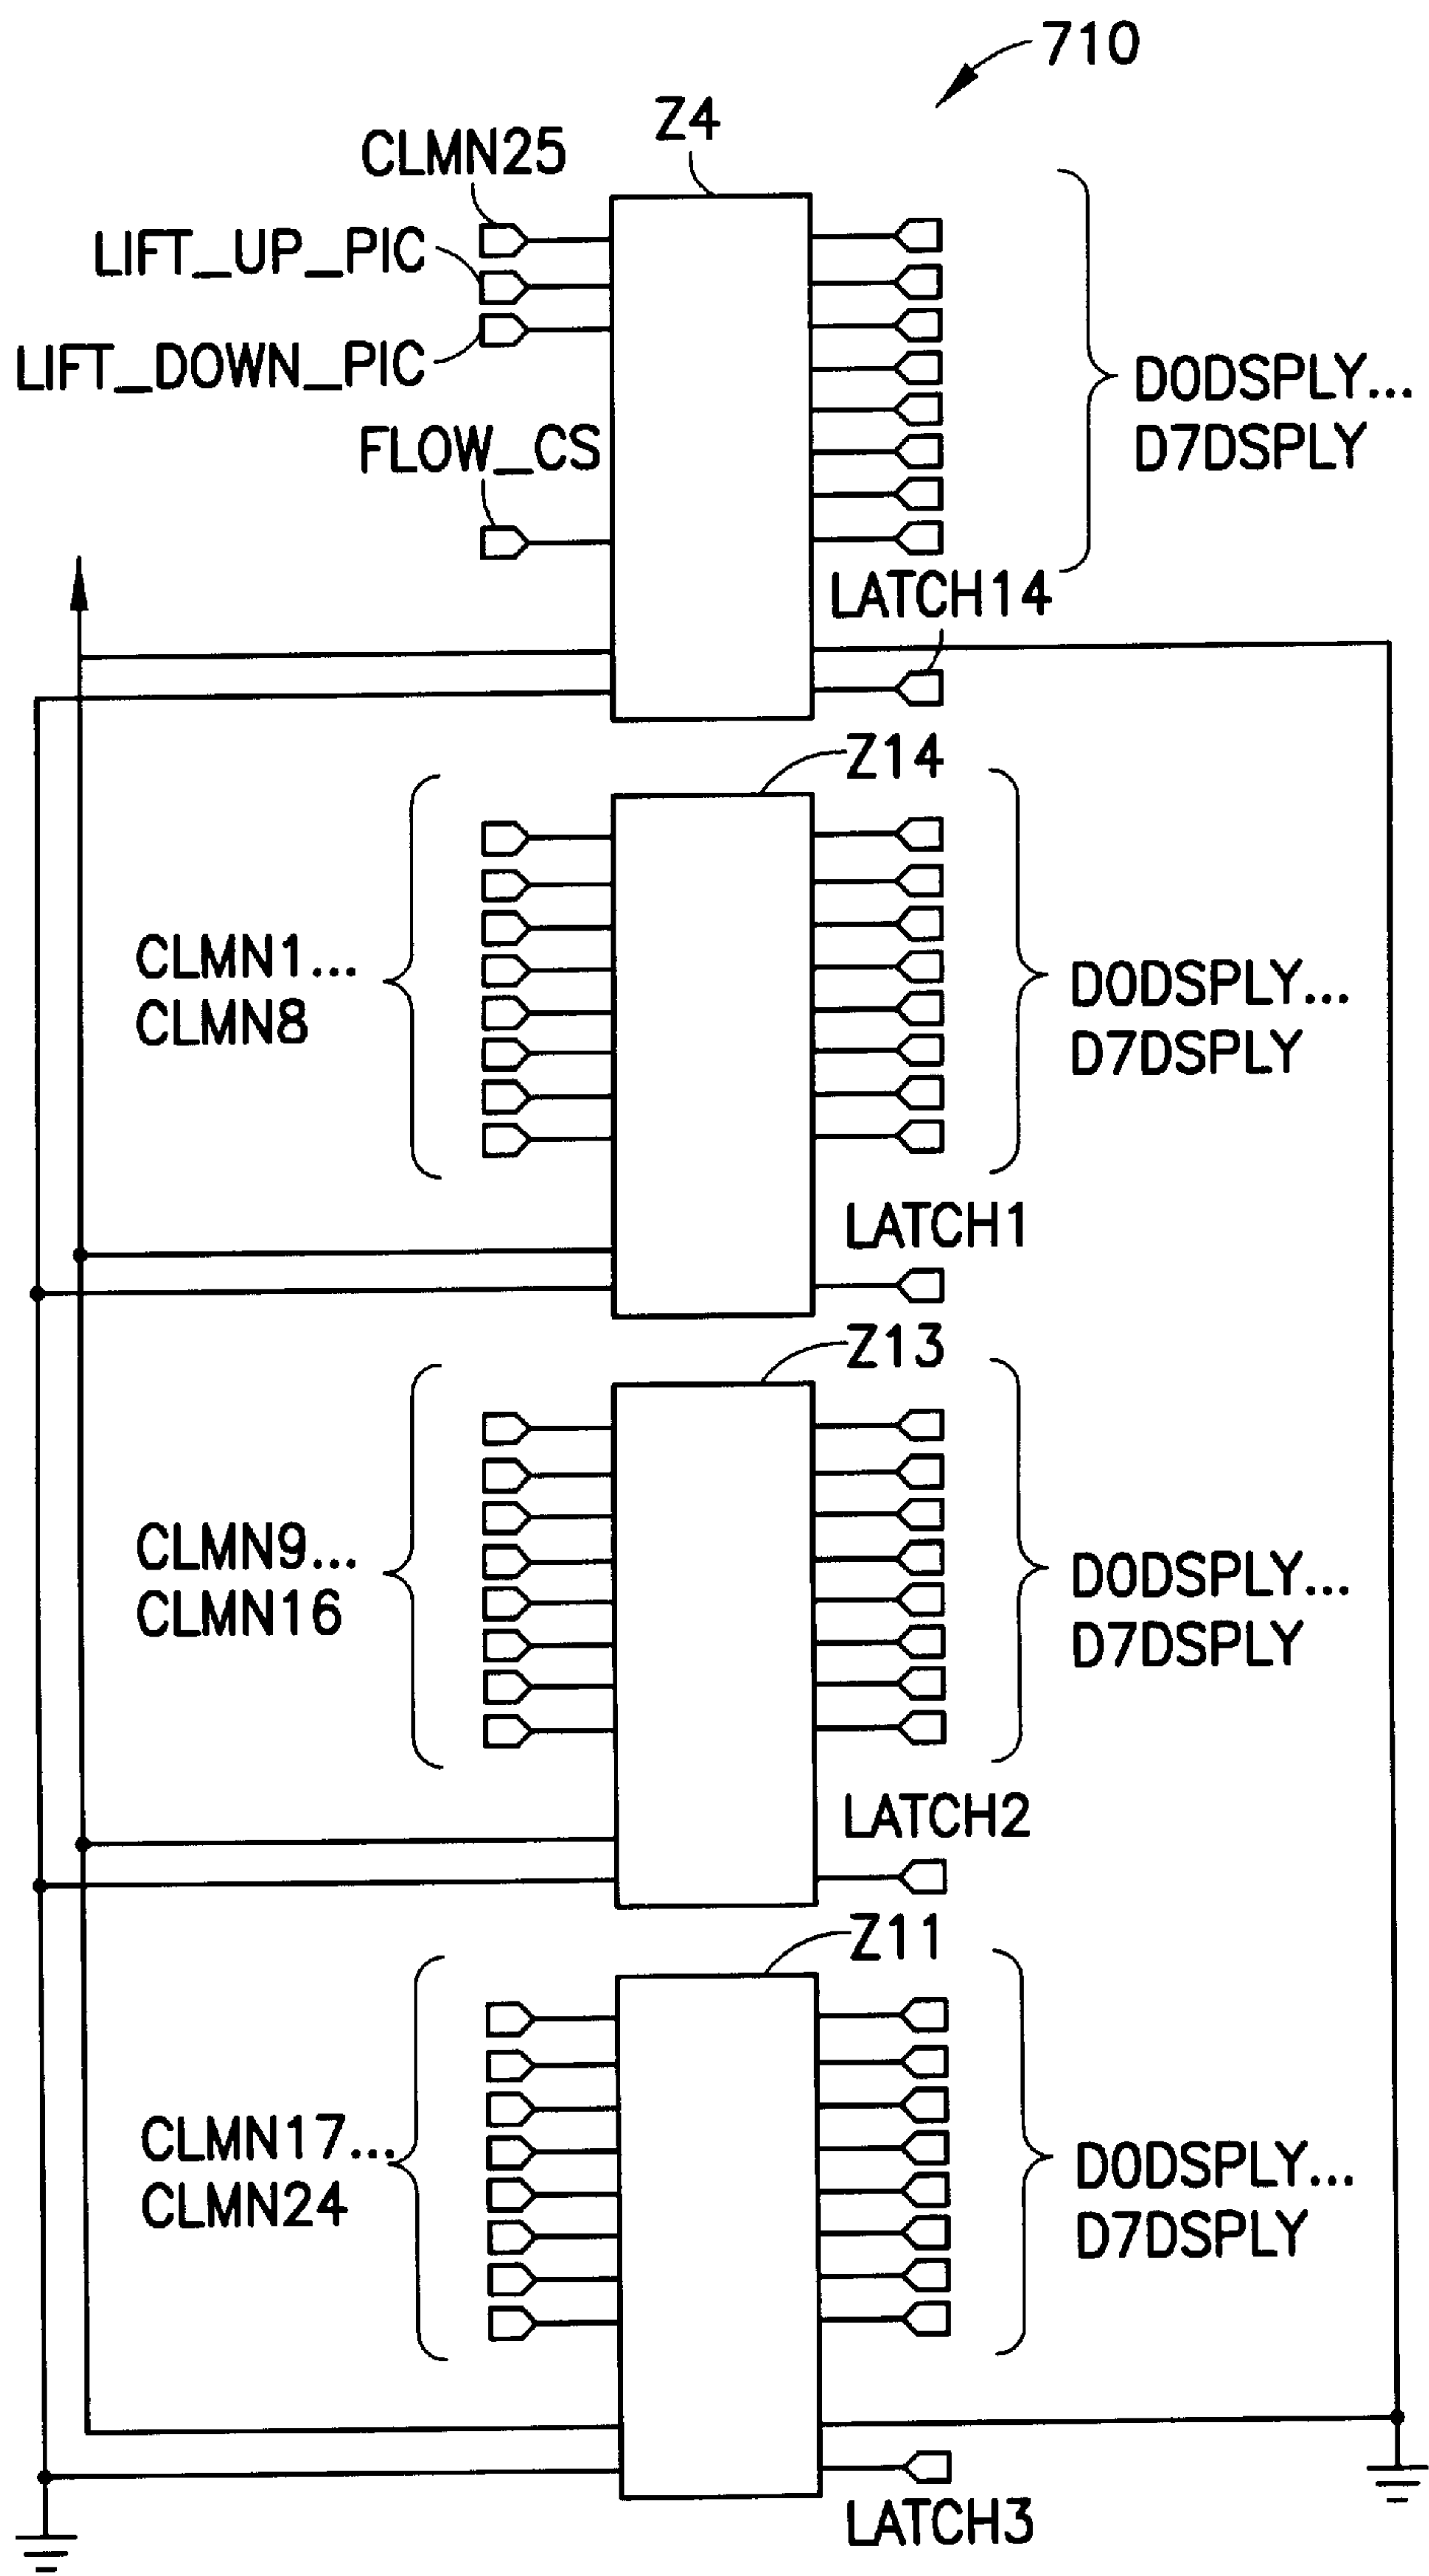 710
Z4
CLMN25
LIFT_UP_PIC
LIFT_DOWN_PIC
FLOW_CS
D0DSPLY...
D7DSPLY
LATCH14
Z14
CLMN1...
CLMN8
D0DSPLY...
D7DSPLY
LATCH1
Z13
CLMN9...
CLMN16
D0DSPLY...
D7DSPLY
LATCH2
Z11
CLMN17...
CLMN24
D0DSPLY...
D7DSPLY
LATCH3